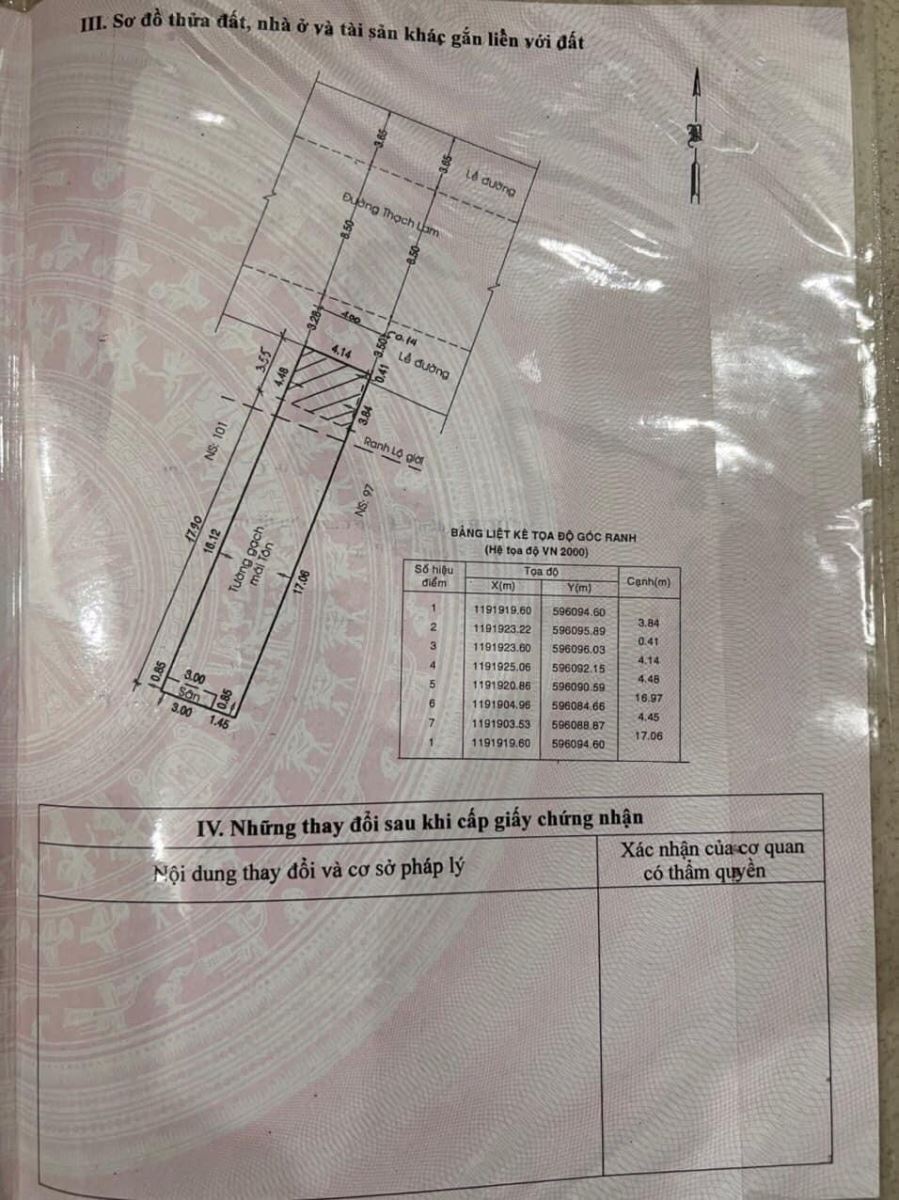 III. Sơ đồ thửa đất, nhà ở và tài sản khác gắn liền với đất
3.65
3.65
Lề đường
Đường Thạch Lam
8.50
8.50
3.28
4.90
0.14
3.50
Lề đường
4.14
0.41
3.55
4.48
3.84
Ranh Lộ giới
NS: 101
NS: 97
17.90
18.12
Tường gạch
mái Tôn
17.06
0.85
3.00
Sân
0.85
3.00
1.45
BẢNG LIỆT KÊ TỌA ĐỘ GÓC RANH
(Hệ tọa độ VN 2000)
Số hiệu điểm Tọa độ Cạnh(m)
X(m) Y(m)
1 1191919.60 596094.60
3.84
2 1191923.22 596095.89
0.41
3 1191923.60 596096.03
4.14
4 1191925.06 596092.15
4.48
5 1191920.86 596090.59
16.97
6 1191904.96 596084.66
4.45
7 1191903.53 596088.87
17.06
1 1191919.60 596094.60
IV. Những thay đổi sau khi cấp giấy chứng nhận
Nội dung thay đổi và cơ sở pháp lý
Xác nhận của cơ quan
có thẩm quyền